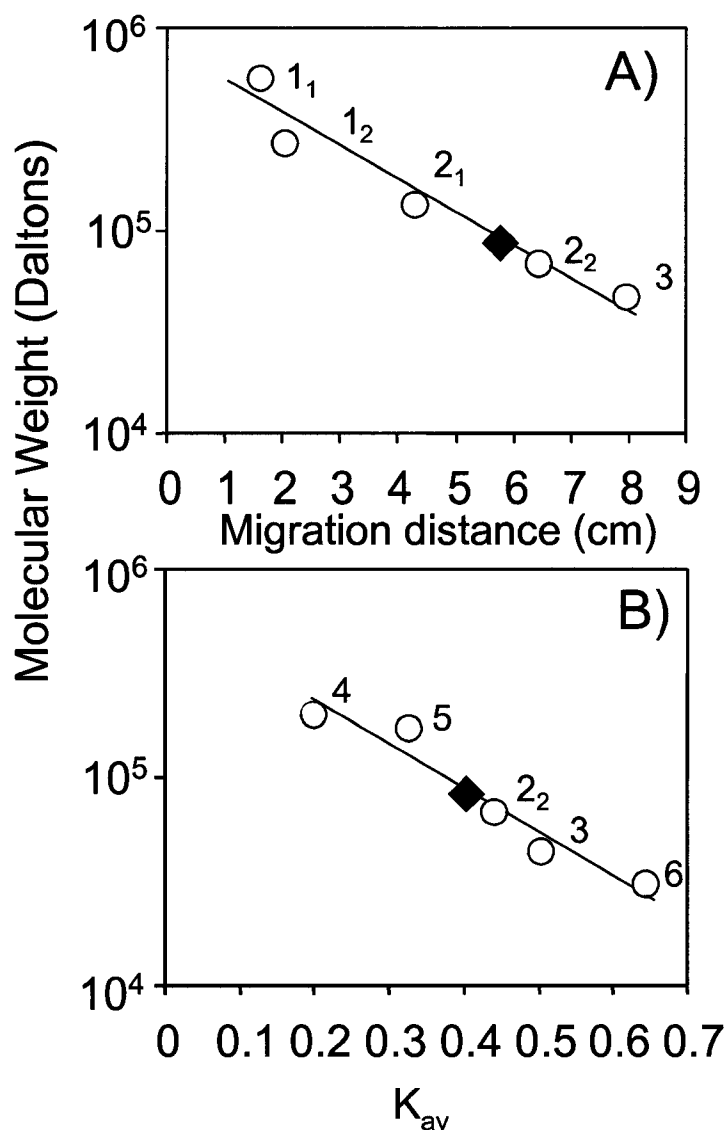 Molecular Weight (Daltons)
A)
10⁶
10⁵
10⁴
1₁
1₂
2₁
2₂
3
0 1 2 3 4 5 6 7 8 9
Migration distance (cm)
B)
10⁶
10⁵
10⁴
4
5
2₂
3
6
0 0.1 0.2 0.3 0.4 0.5 0.6 0.7
Kₐᵥ